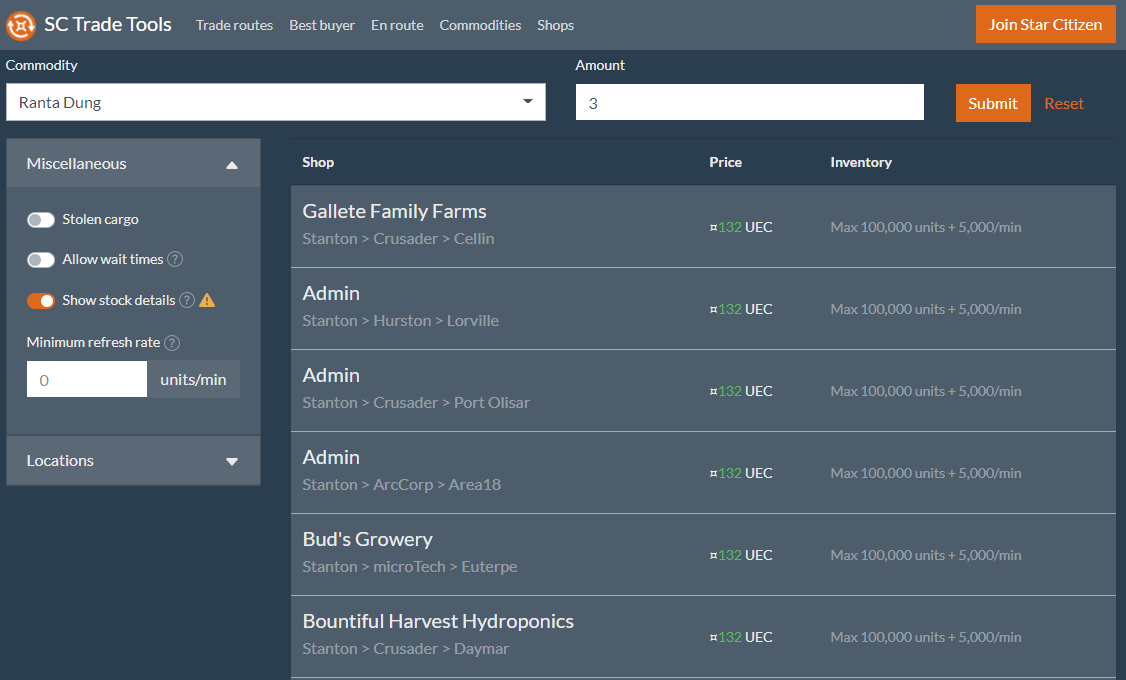 SC Trade Tools Trade routes Best buyer En route Commodities Shops Join Star Citizen
Commodity Amount
Ranta Dung 3 Submit Reset
Miscellaneous
Stolen cargo
Allow wait times ?
Show stock details ?
Minimum refresh rate ?
0 units/min
Locations
Shop Price Inventory
Gallete Family Farms
Stanton > Crusader > Cellin
¤132 UEC Max 100,000 units + 5,000/min
Admin
Stanton > Hurston > Lorville
¤132 UEC Max 100,000 units + 5,000/min
Admin
Stanton > Crusader > Port Olisar
¤132 UEC Max 100,000 units + 5,000/min
Admin
Stanton > ArcCorp > Area18
¤132 UEC Max 100,000 units + 5,000/min
Bud's Growery
Stanton > microTech > Euterpe
¤132 UEC Max 100,000 units + 5,000/min
Bountiful Harvest Hydroponics
Stanton > Crusader > Daymar
¤132 UEC Max 100,000 units + 5,000/min